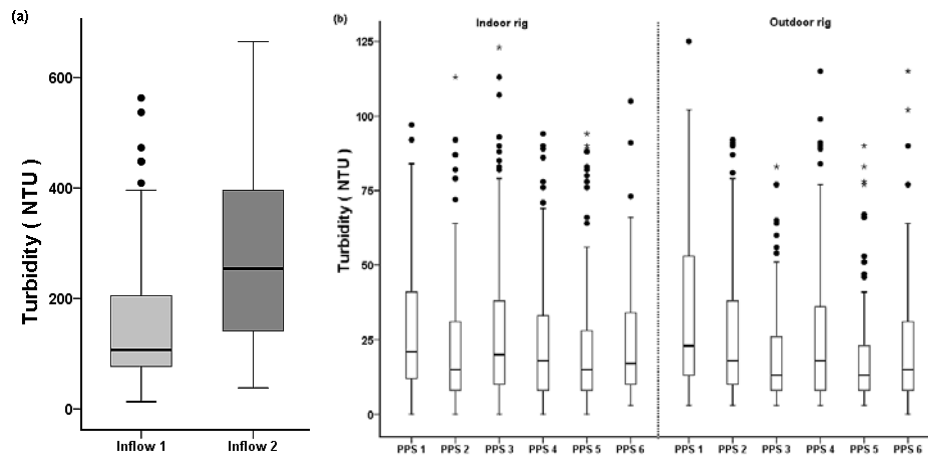 (a)
Turbidity ( NTU )
600
400
200
0
Inflow 1 Inflow 2
(b)
Indoor rig Outdoor rig
Turbidity ( NTU )
125
100
75
50
25
0
PPS 1 PPS 2 PPS 3 PPS 4 PPS 5 PPS 6 PPS 1 PPS 2 PPS 3 PPS 4 PPS 5 PPS 6